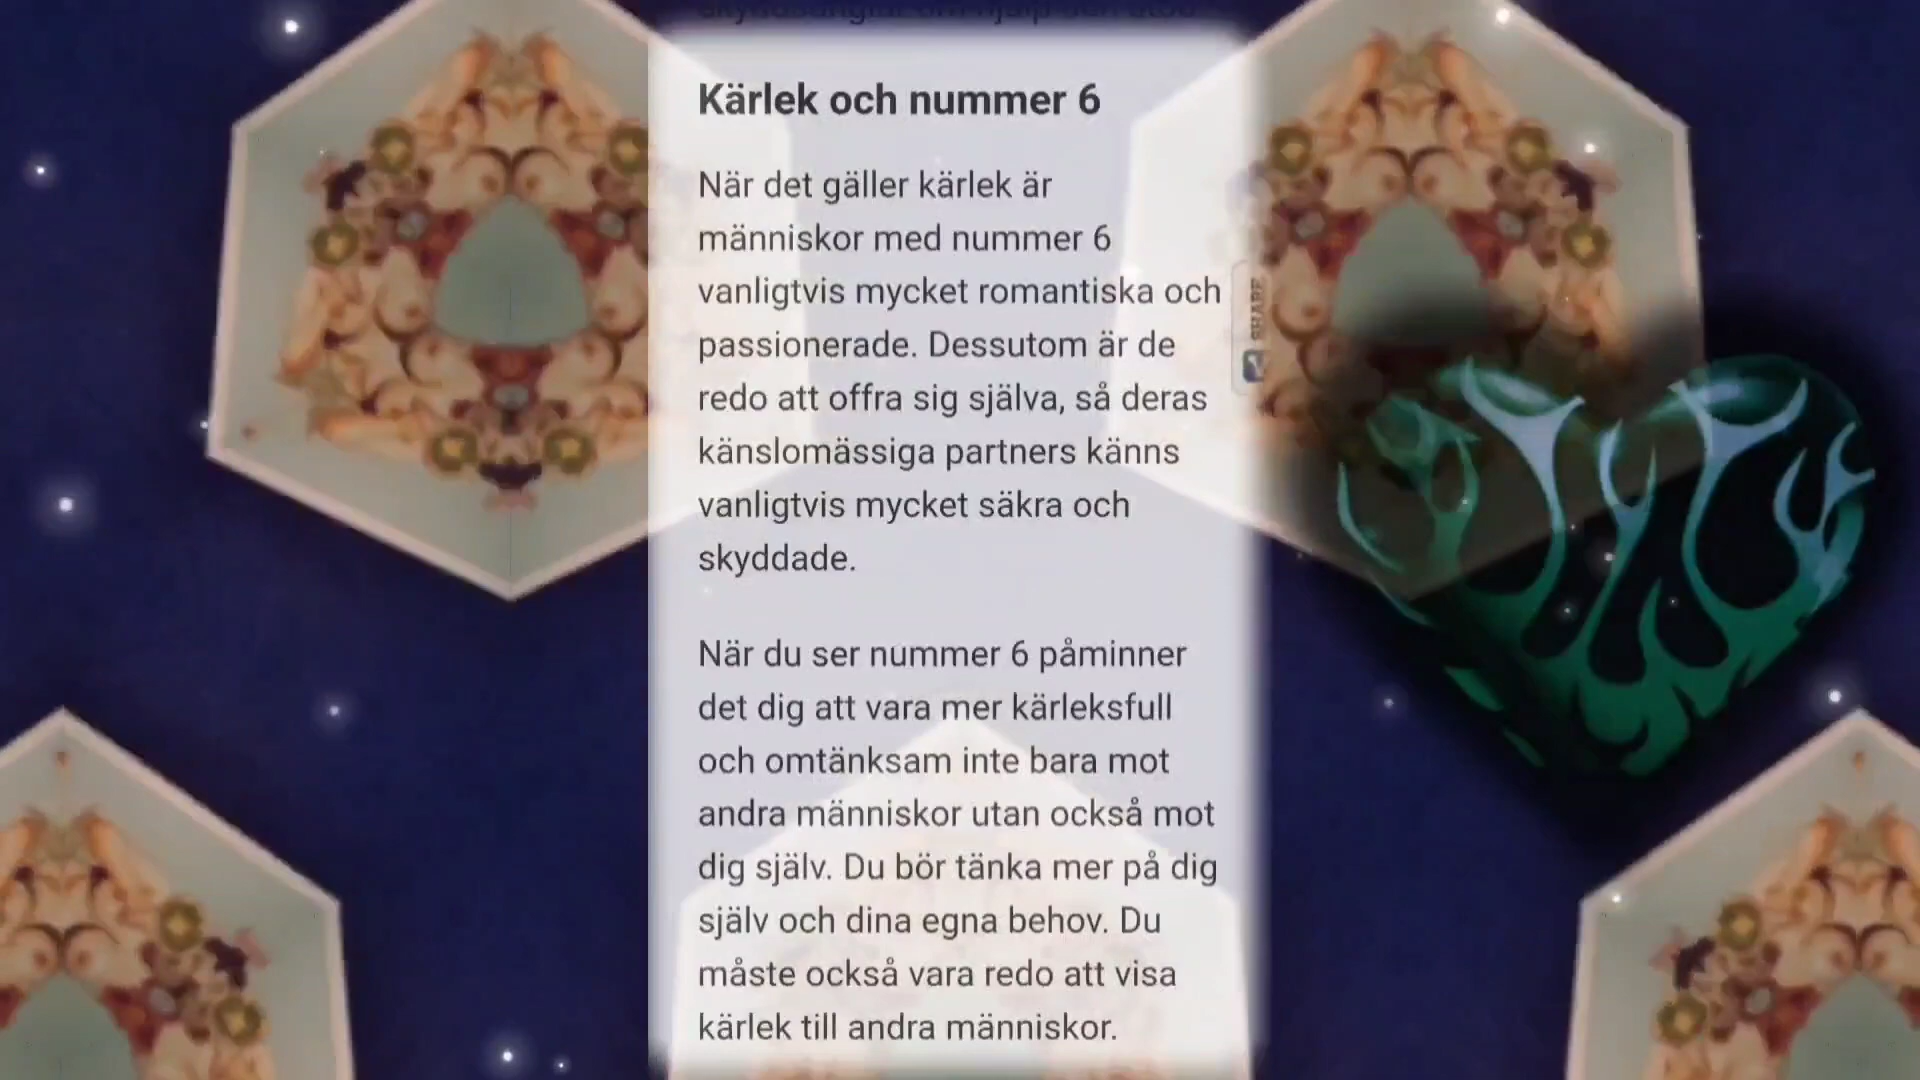 Kärlek och nummer 6
När det gäller kärlek är
människor med nummer 6
vanligtvis mycket romantiska och
passionerade. Dessutom är de
redo att offra sig själva, så deras
känslomässiga partners känns
vanligtvis mycket säkra och
skyddade.
När du ser nummer 6 påminner
det dig att vara mer kärleksfull
och omtänksam inte bara mot
andra människor utan också mot
dig själv. Du bör tänka mer på dig
själv och dina egna behov. Du
måste också vara redo att visa
kärlek till andra människor.
SHARE